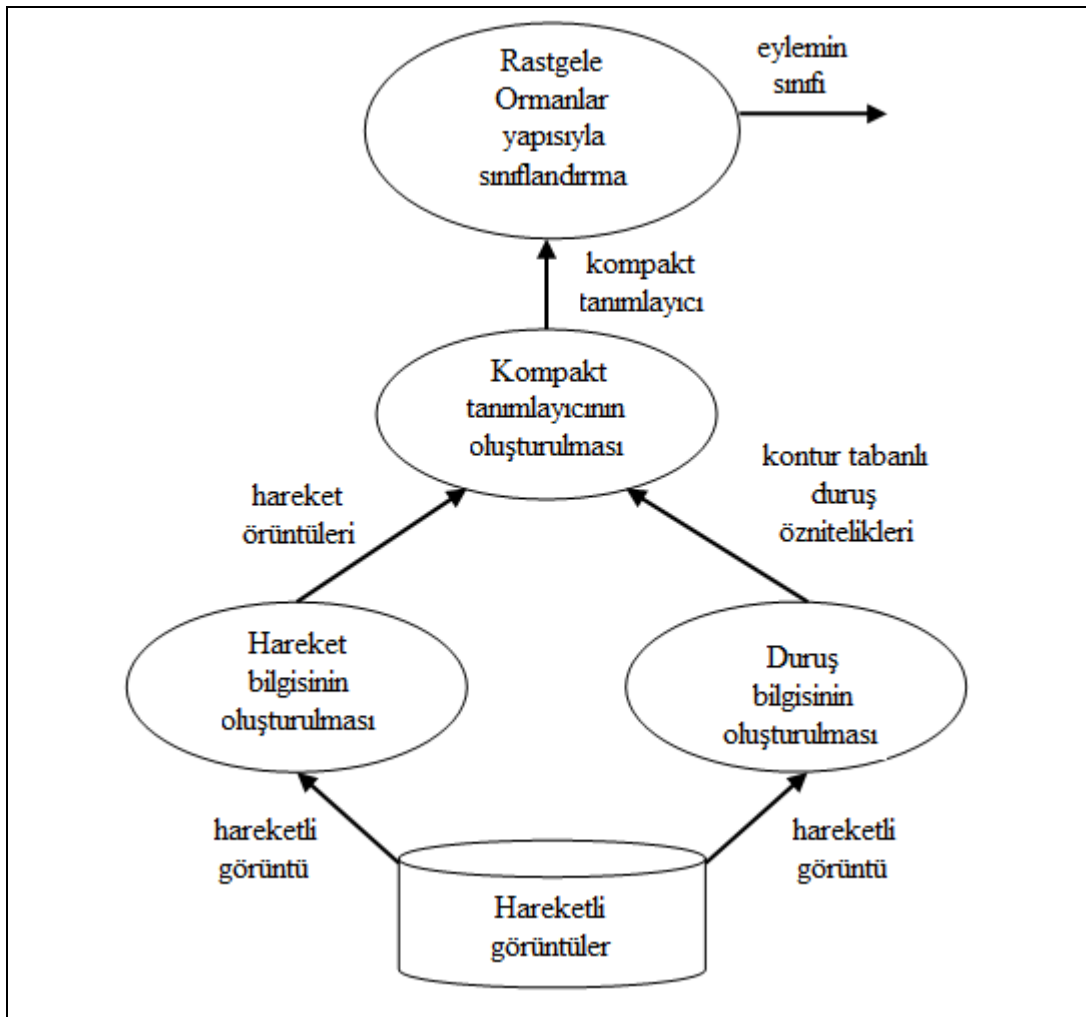 Rastgele
Ormanlar
yapısıyla
sınıflandırma
eylemin
sınıfı
kompakt
tanımlayıcı
Kompakt
tanımlayıcının
oluşturulması
hareket
örüntüleri
kontur tabanlı
duruş
öznitelikleri
Hareket
bilgisinin
oluşturulması
Duruş
bilgisinin
oluşturulması
hareketli
görüntü
hareketli
görüntü
Hareketli
görüntüler